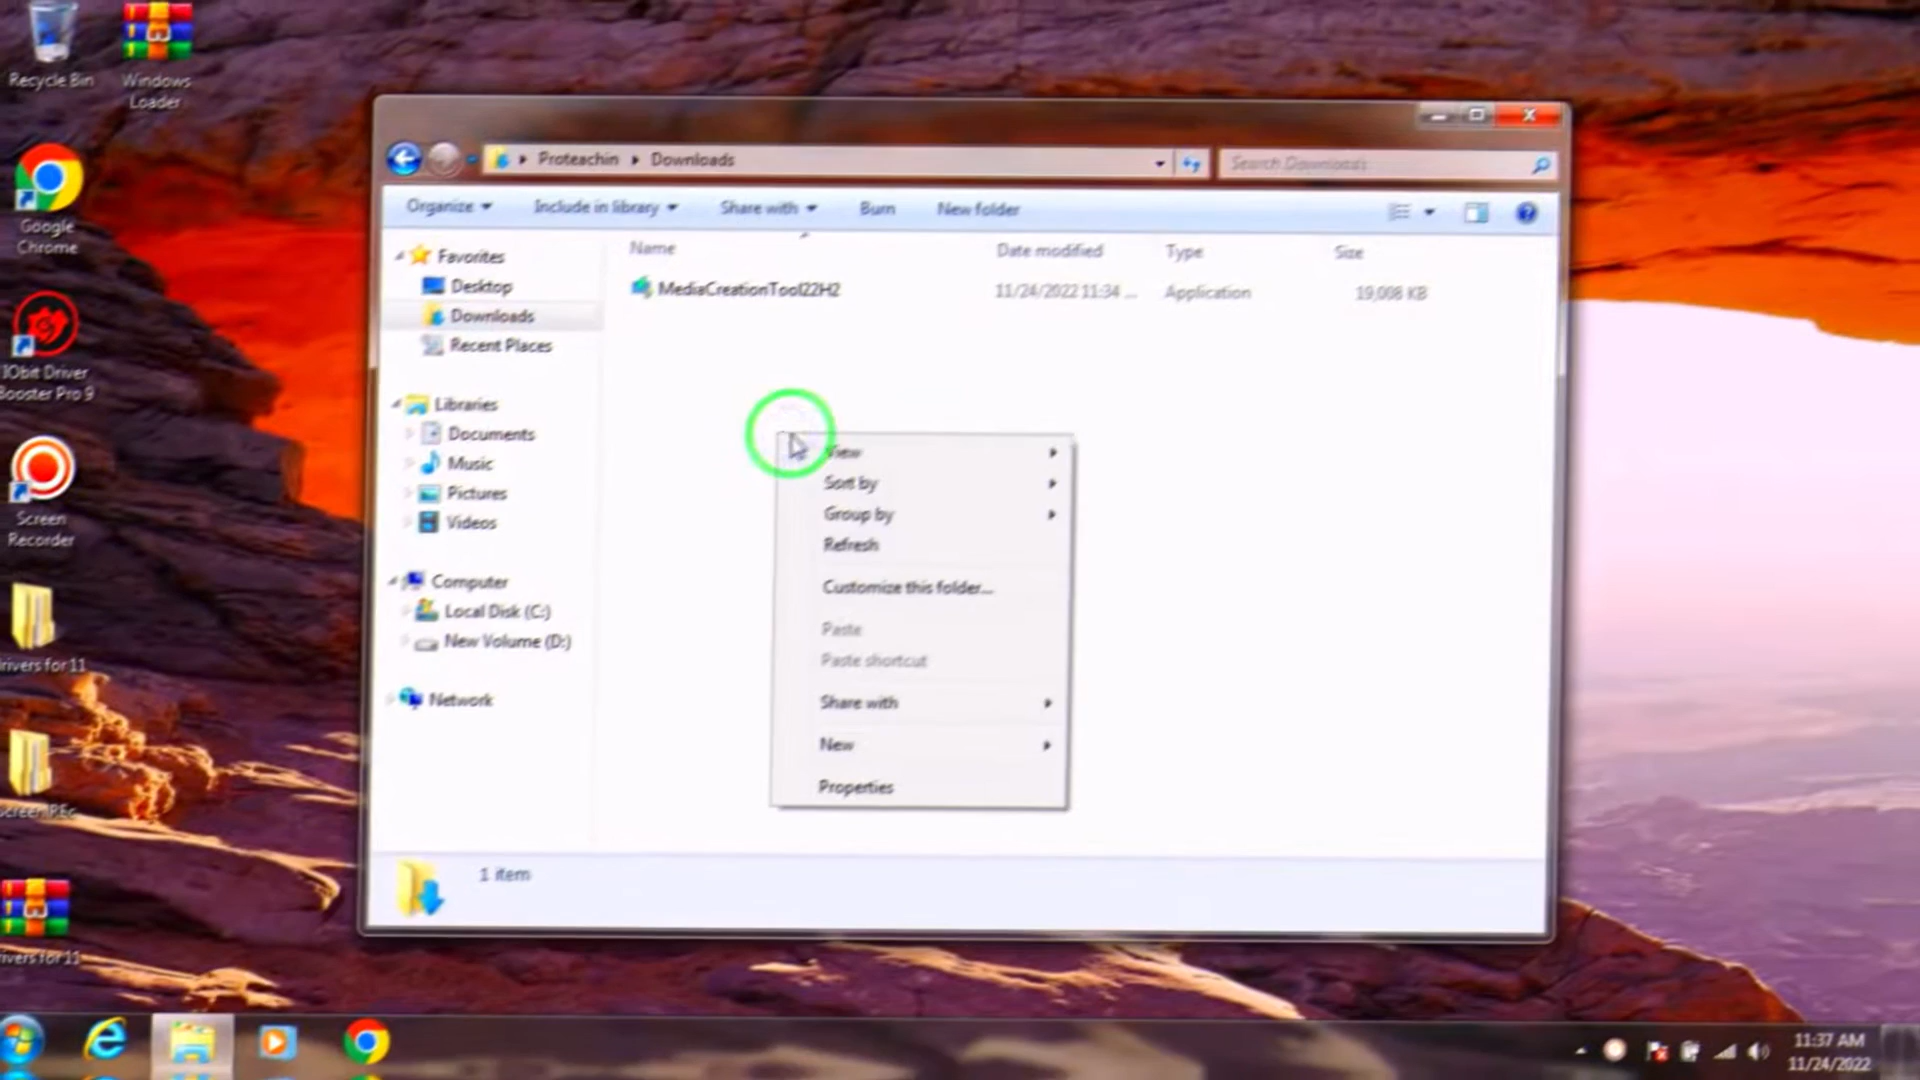 Recycle Bin
Windows
Loader
Google
Chrome
IObit Driver
Booster Pro 9
Screen
Recorder
rivers for 11
Screen REc
rivers for 11
Proteachin
Downloads
Search Downloads
Organize
Include in library
Share with
Burn
New folder
Name
Date modified
Type
Size
MediaCreationTool22H2
11/24/2022 11:34 ...
Application
19,008 KB
Favorites
Desktop
Downloads
Recent Places
Libraries
Documents
Music
Pictures
Videos
Computer
Local Disk (C:)
New Volume (D:)
Network
View
Sort by
Group by
Refresh
Customize this folder...
Paste
Paste shortcut
Share with
New
Properties
1 item
11:37 AM
11/24/2022